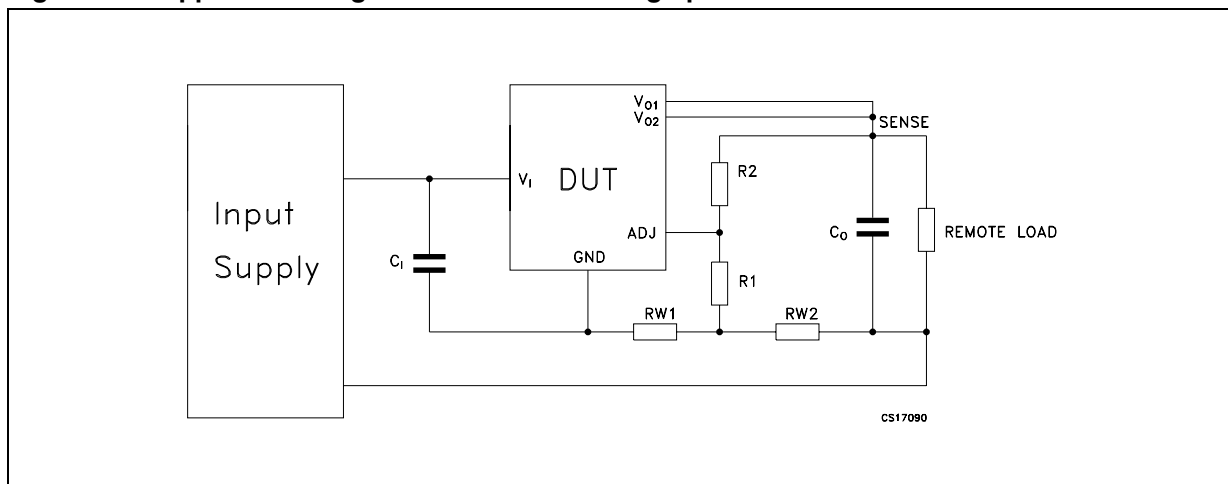 V_O1
V_O2
SENSE
R2
V_I
DUT
Input
Supply
ADJ
C_O
REMOTE LOAD
GND
C_I
R1
RW1
RW2
CS17090